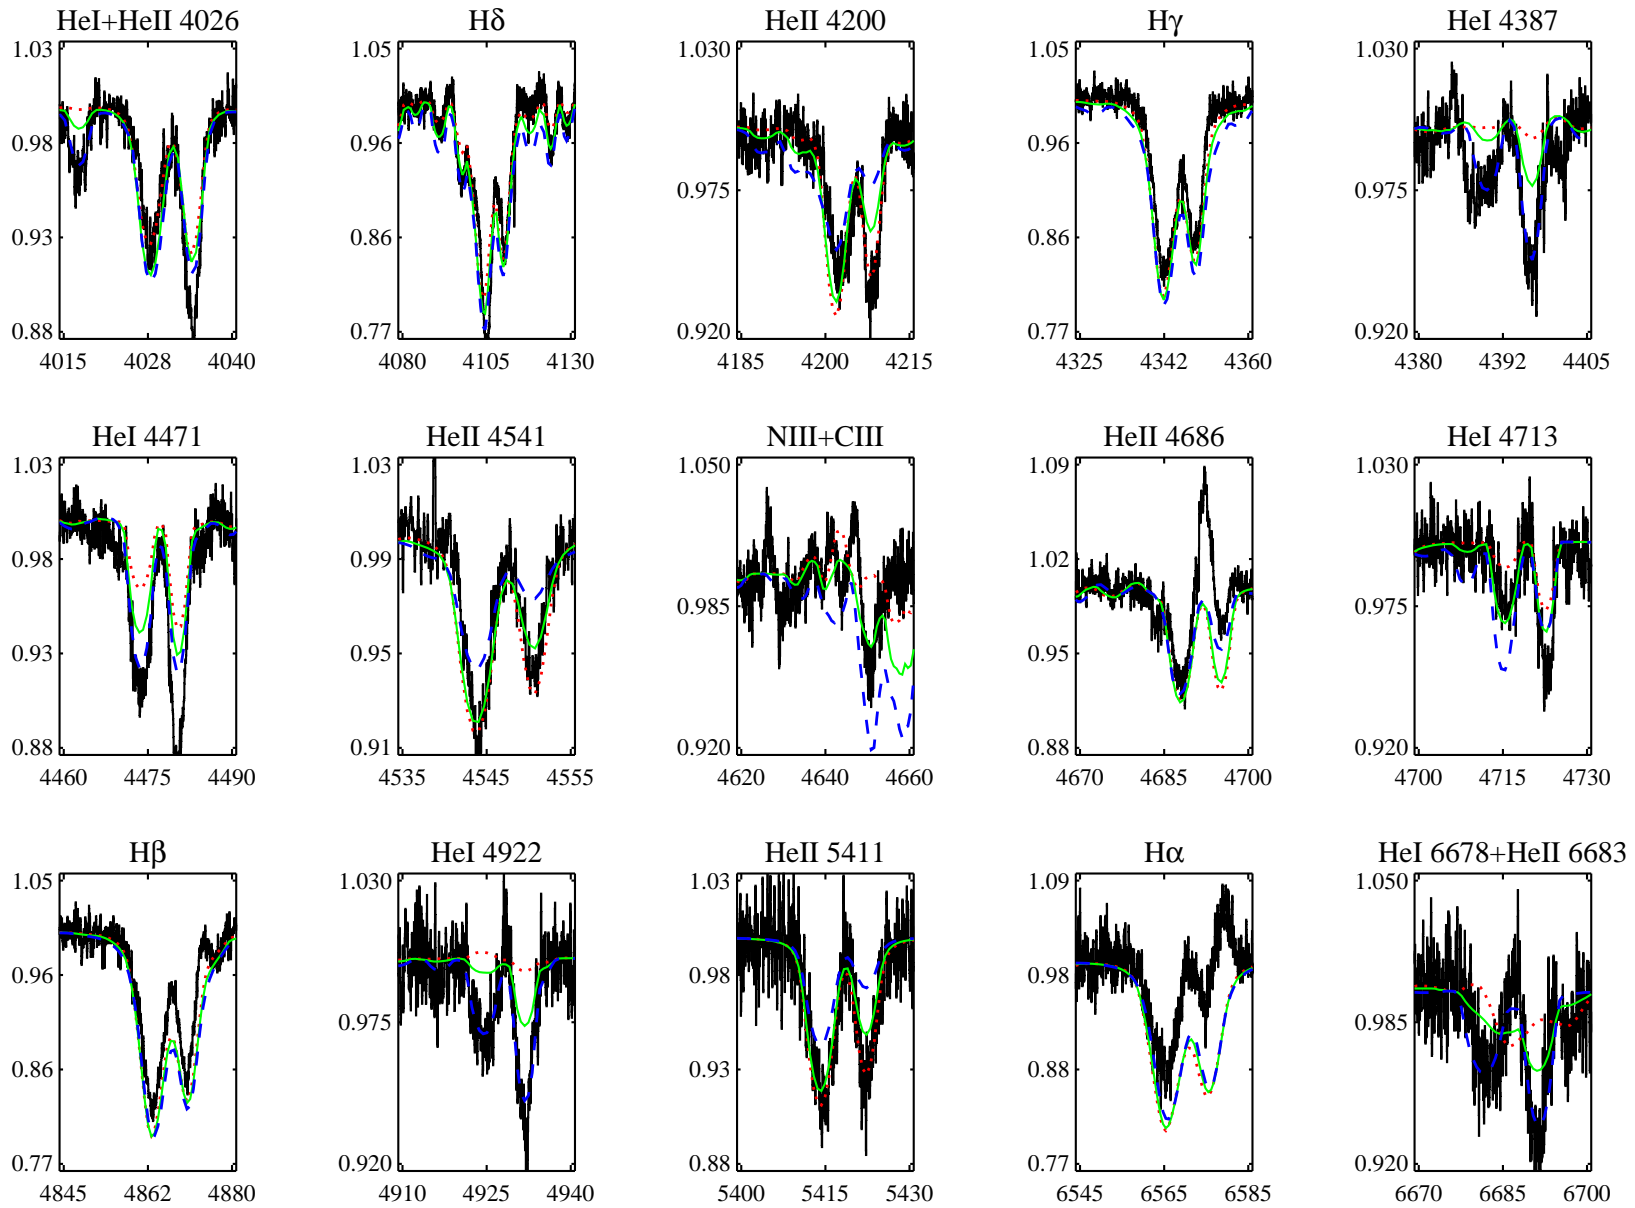 HeI+HeII 4026 Hδ HeII 4200 Hγ HeI 4387
1.03 1.05 1.030 1.05 1.030
0.98 0.96 0.975 0.96 0.975
0.93 0.86 0.86
0.88 0.77 0.920 0.77 0.920
4015 4028 4040 4080 4105 4130 4185 4200 4215 4325 4342 4360 4380 4392 4405
HeI 4471 HeII 4541 NIII+CIII HeII 4686 HeI 4713
1.03 1.03 1.050 1.09 1.030
0.98 0.99 0.985 1.02 0.975
0.93 0.95 0.95
0.88 0.91 0.920 0.88 0.920
4460 4475 4490 4535 4545 4555 4620 4640 4660 4670 4685 4700 4700 4715 4730
Hβ HeI 4922 HeII 5411 Hα HeI 6678+HeII 6683
1.05 1.030 1.03 1.09 1.050
0.96 0.975 0.98 0.98 0.985
0.86 0.93 0.88
0.77 0.920 0.88 0.77 0.920
4845 4862 4880 4910 4925 4940 5400 5415 5430 6545 6565 6585 6670 6685 6700